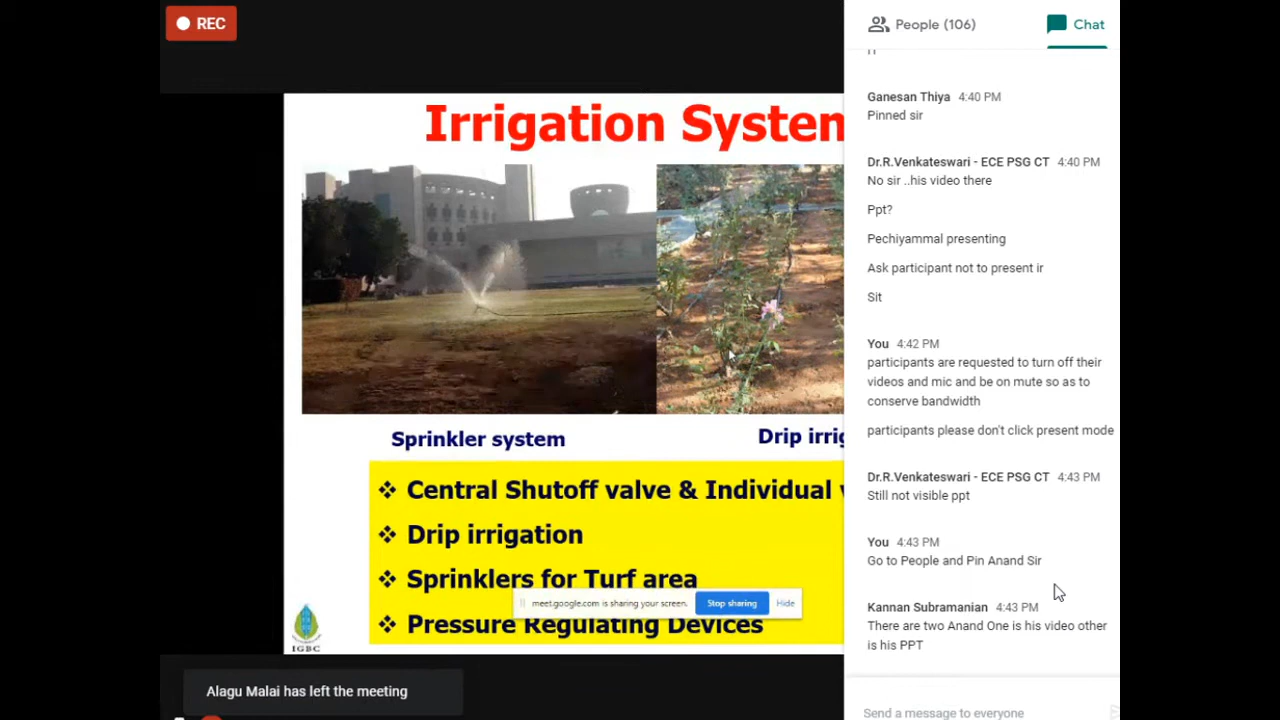 REC
People (106)
Chat
Irrigation System
Sprinkler system
Drip irrig
Central Shutoff valve & Individual v
Drip irrigation
Sprinklers for Turf area
Pressure Regulating Devices
meet.google.com is sharing your screen.
Stop sharing
Hide
IGBC
Alagu Malai has left the meeting
Ganesan Thiya 4:40 PM
Pinned sir
Dr.R.Venkateswari - ECE PSG CT 4:40 PM
No sir ..his video there
Ppt?
Pechiyammal presenting
Ask participant not to present ir
Sit
You 4:42 PM
participants are requested to turn off their
videos and mic and be on mute so as to
conserve bandwidth
participants please don't click present mode
Dr.R.Venkateswari - ECE PSG CT 4:43 PM
Still not visible ppt
You 4:43 PM
Go to People and Pin Anand Sir
Kannan Subramanian 4:43 PM
There are two Anand One is his video other
is his PPT
Send a message to everyone